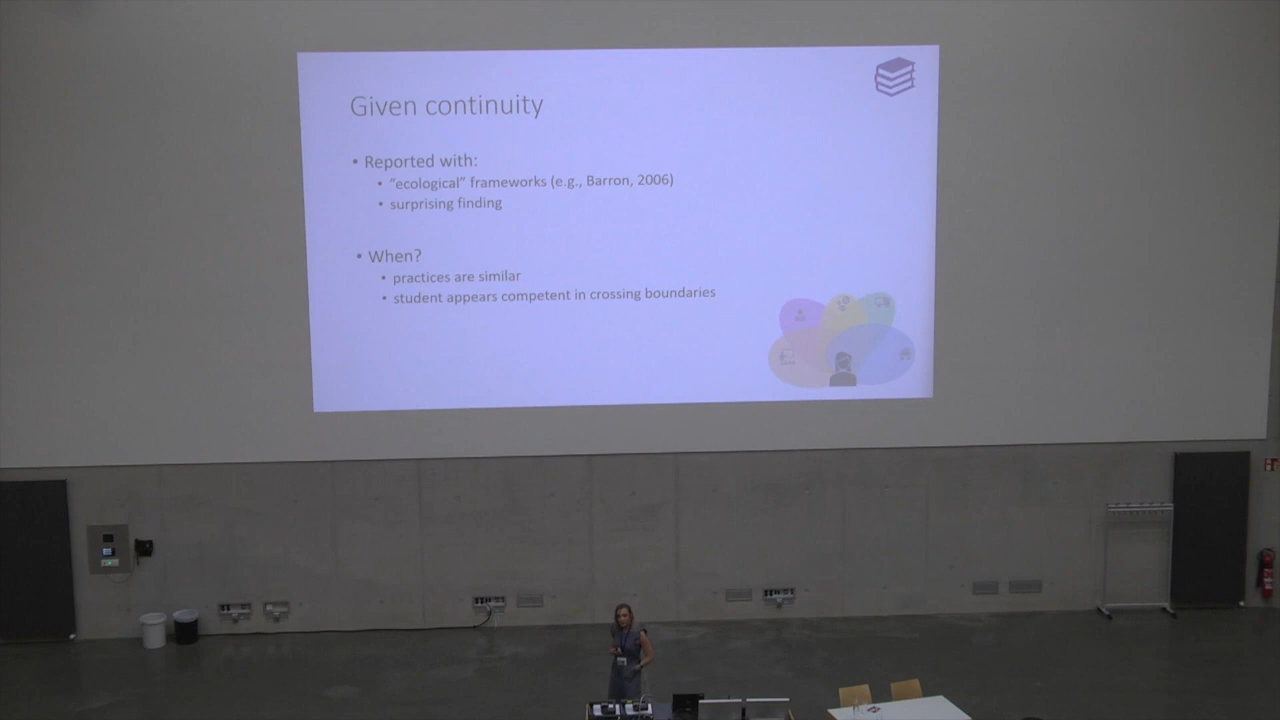 Given continuity
• Reported with:
• "ecological" frameworks (e.g., Barron, 2006)
• surprising finding
• When?
• practices are similar
• student appears competent in crossing boundaries